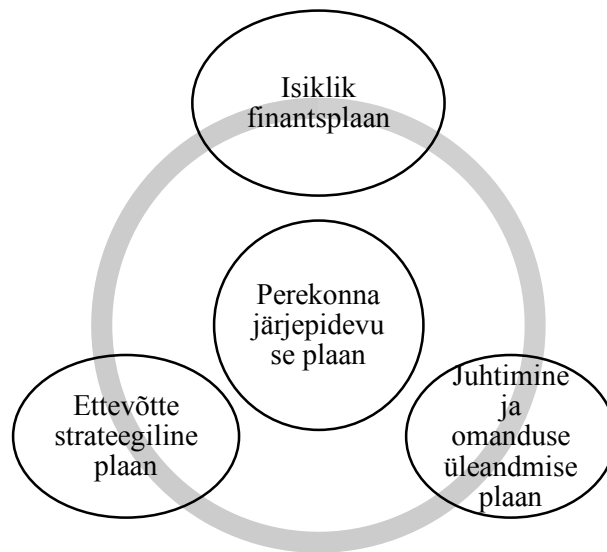 Isiklik
finantsplaan
Perekonna
järjepidevu
se plaan
Ettevõtte
strateegiline
plaan
Juhtimine
ja
omanduse
üleandmise
plaan